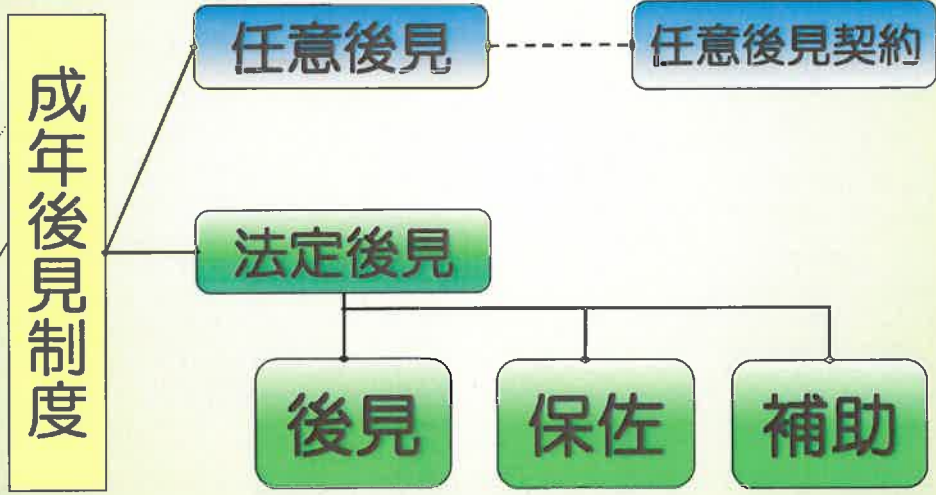 成年後見制度
任意後見
任意後見契約
法定後見
後見
保佐
補助